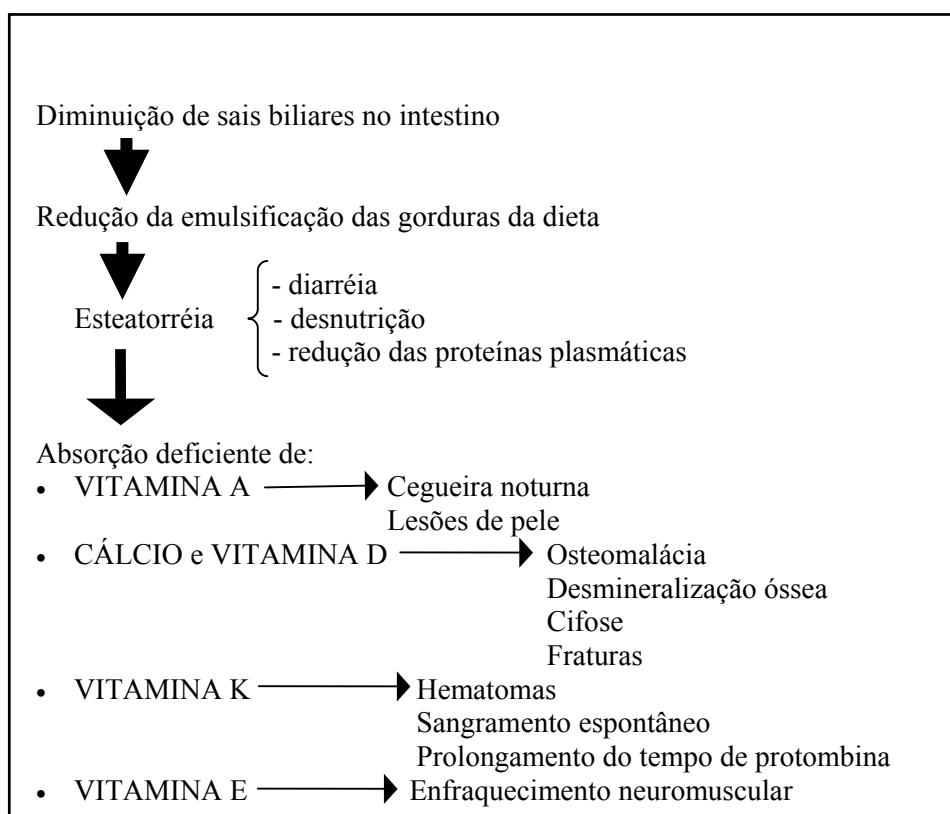 Diminuição de sais biliares no intestino
Redução da emulsificação das gorduras da dieta
- diarréia
Esteatorréia - desnutrição
- redução das proteínas plasmáticas
Absorção deficiente de:
• VITAMINA A Cegueira noturna
Lesões de pele
• CÁLCIO e VITAMINA D Osteomalácia
Desmineralização óssea
Cifose
Fraturas
• VITAMINA K Hematomas
Sangramento espontâneo
Prolongamento do tempo de protombina
• VITAMINA E Enfraquecimento neuromuscular